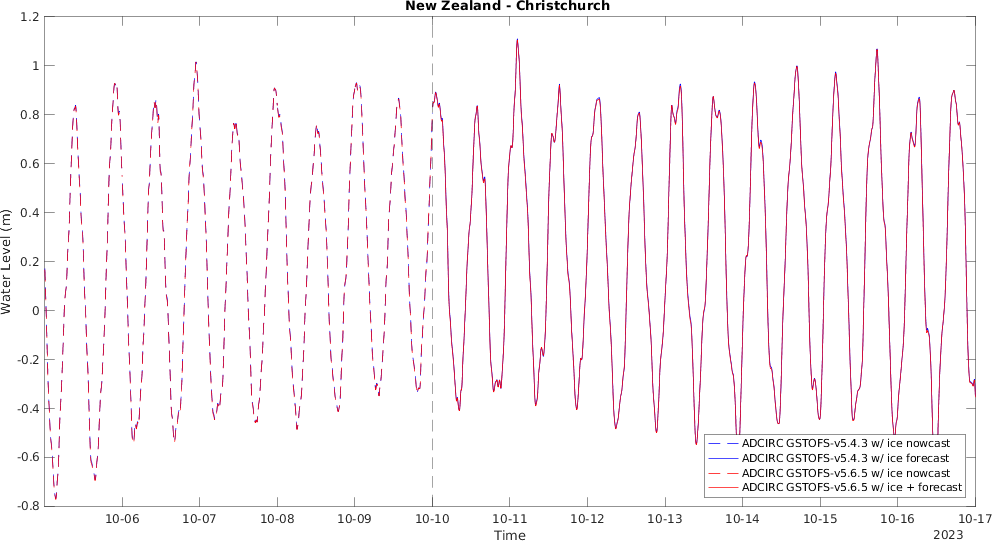 New Zealand - Christchurch
1.2
1
0.8
0.6
0.4
0.2
0
-0.2
-0.4
-0.6
-0.8
Water Level (m)
10-06 10-07 10-08 10-09 10-10 10-11 10-12 10-13 10-14 10-15 10-16 10-17
Time
2023
ADCIRC GSTOFS-v5.4.3 w/ ice nowcast
ADCIRC GSTOFS-v5.4.3 w/ ice forecast
ADCIRC GSTOFS-v5.6.5 w/ ice nowcast
ADCIRC GSTOFS-v5.6.5 w/ ice + forecast